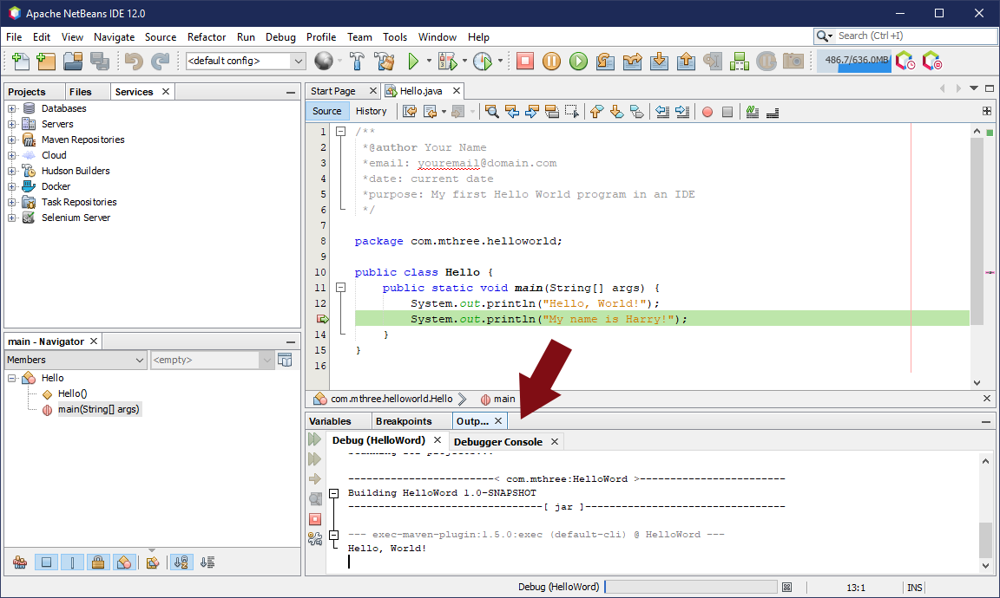 Apache NetBeans IDE 12.0
File Edit View Navigate Source Refactor Run Debug Profile Team Tools Window Help
Search (Ctrl+I)
<default config>
486.7/636.0MB
Projects Files Services
Databases
Servers
Maven Repositories
Cloud
Hudson Builders
Docker
Task Repositories
Selenium Server
main - Navigator
Members <empty>
Hello
Hello()
main(String[] args)
Start Page Hello.java
Source History
1 /**
2 *@author Your Name
3 *email: youremail@domain.com
4 *date: current date
5 *purpose: My first Hello World program in an IDE
6 */
7
8 package com.mthree.helloworld;
9
10 public class Hello {
11 public static void main(String[] args) {
12 System.out.println("Hello, World!");
System.out.println("My name is Harry!");
14 }
15 }
16
com.mthree.helloworld.Hello main
Variables Breakpoints Outp...
Debug (HelloWord) Debugger Console
------------------------< com.mthree:HelloWord >------------------------
Building HelloWord 1.0-SNAPSHOT
--------------------------------[ jar ]---------------------------------
--- exec-maven-plugin:1.5.0:exec (default-cli) @ HelloWord ---
Hello, World!
Debug (HelloWord) 13:1 INS